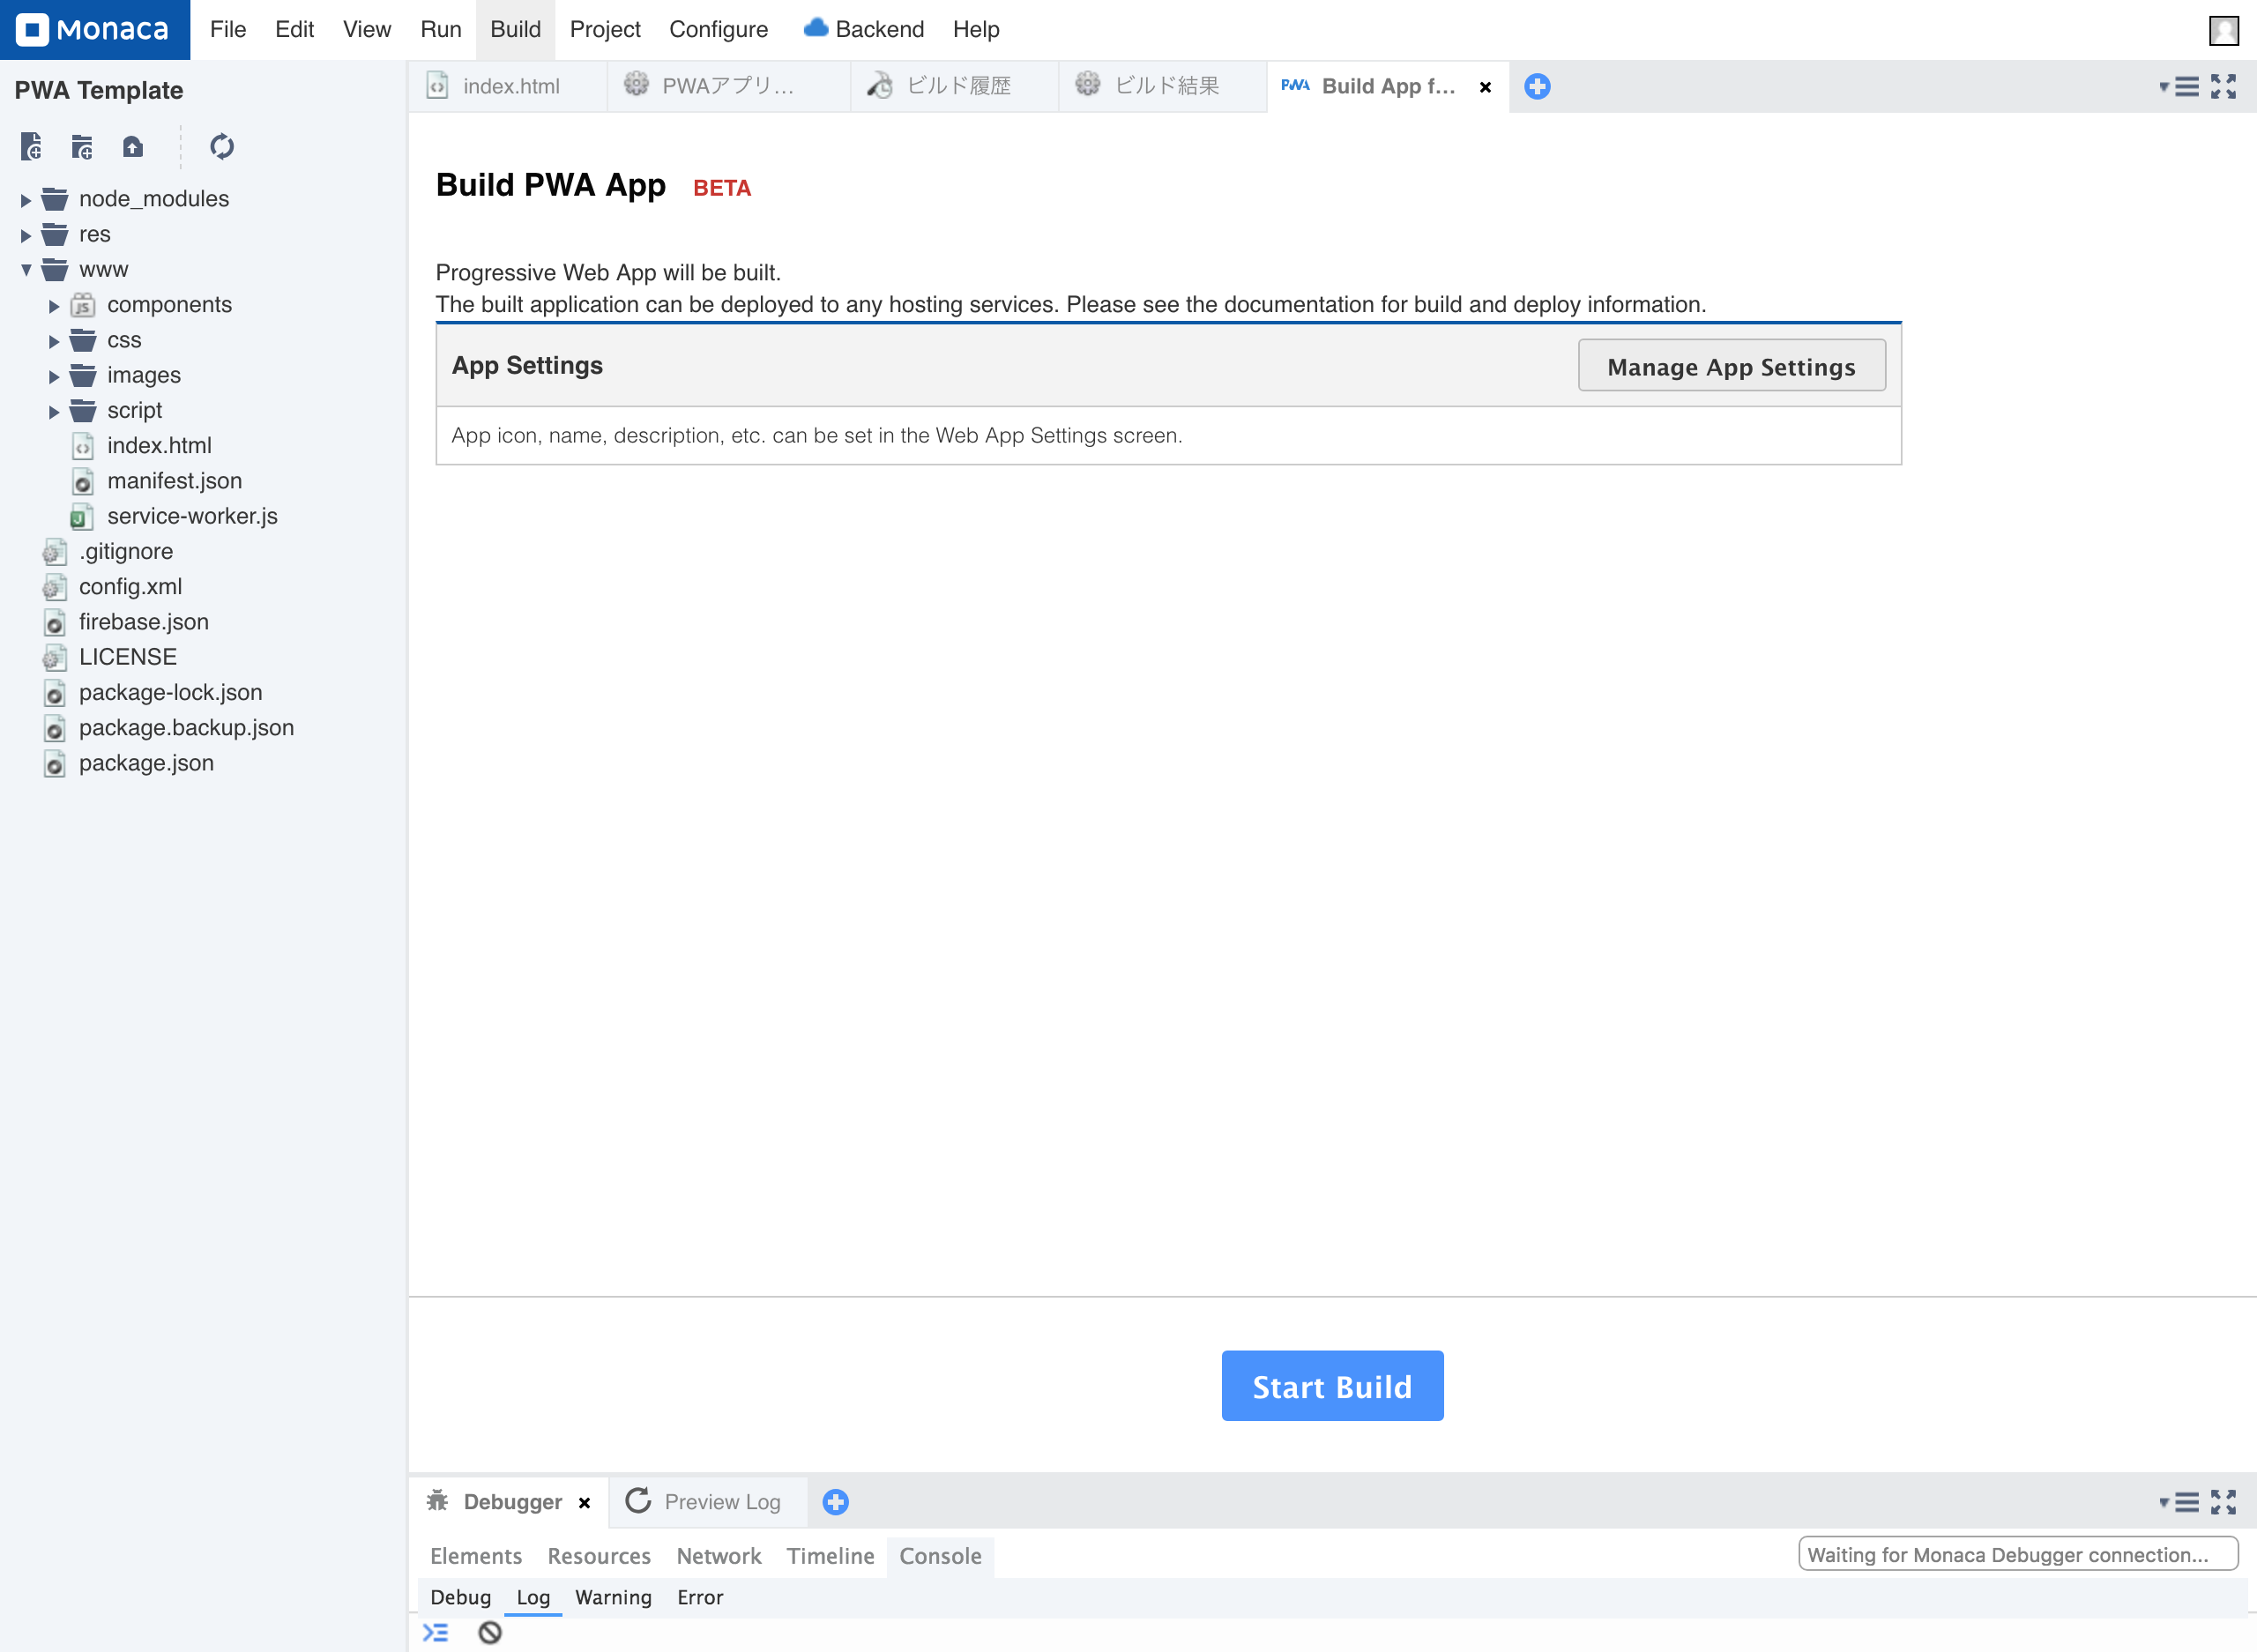 Monaca File Edit View Run Build Project Configure Backend Help
PWA Template
node_modules
res
www
components
css
images
script
index.html
manifest.json
service-worker.js
.gitignore
config.xml
firebase.json
LICENSE
package-lock.json
package.backup.json
package.json
index.html PWAアプリ... ビルド履歴 ビルド結果 PWA Build App f...
Build PWA App BETA
Progressive Web App will be built.
The built application can be deployed to any hosting services. Please see the documentation for build and deploy information.
App Settings Manage App Settings
App icon, name, description, etc. can be set in the Web App Settings screen.
Start Build
Debugger Preview Log
Elements Resources Network Timeline Console Waiting for Monaca Debugger connection...
Debug Log Warning Error